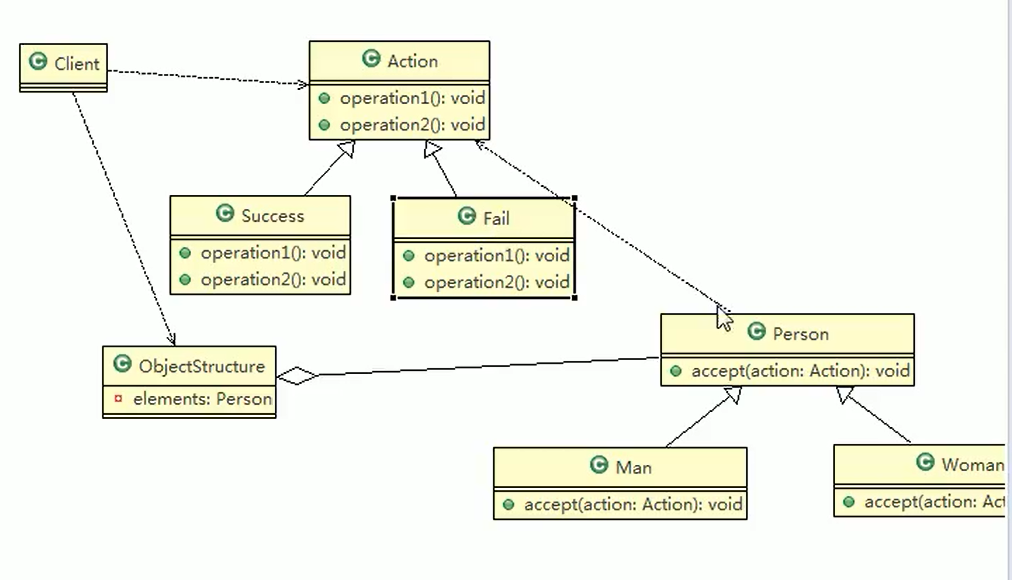 Client
Action
operation1(): void
operation2(): void
Success
operation1(): void
operation2(): void
Fail
operation1(): void
operation2(): void
Person
accept(action: Action): void
ObjectStructure
elements: Person
Man
accept(action: Action): void
Woman
accept(action: Act